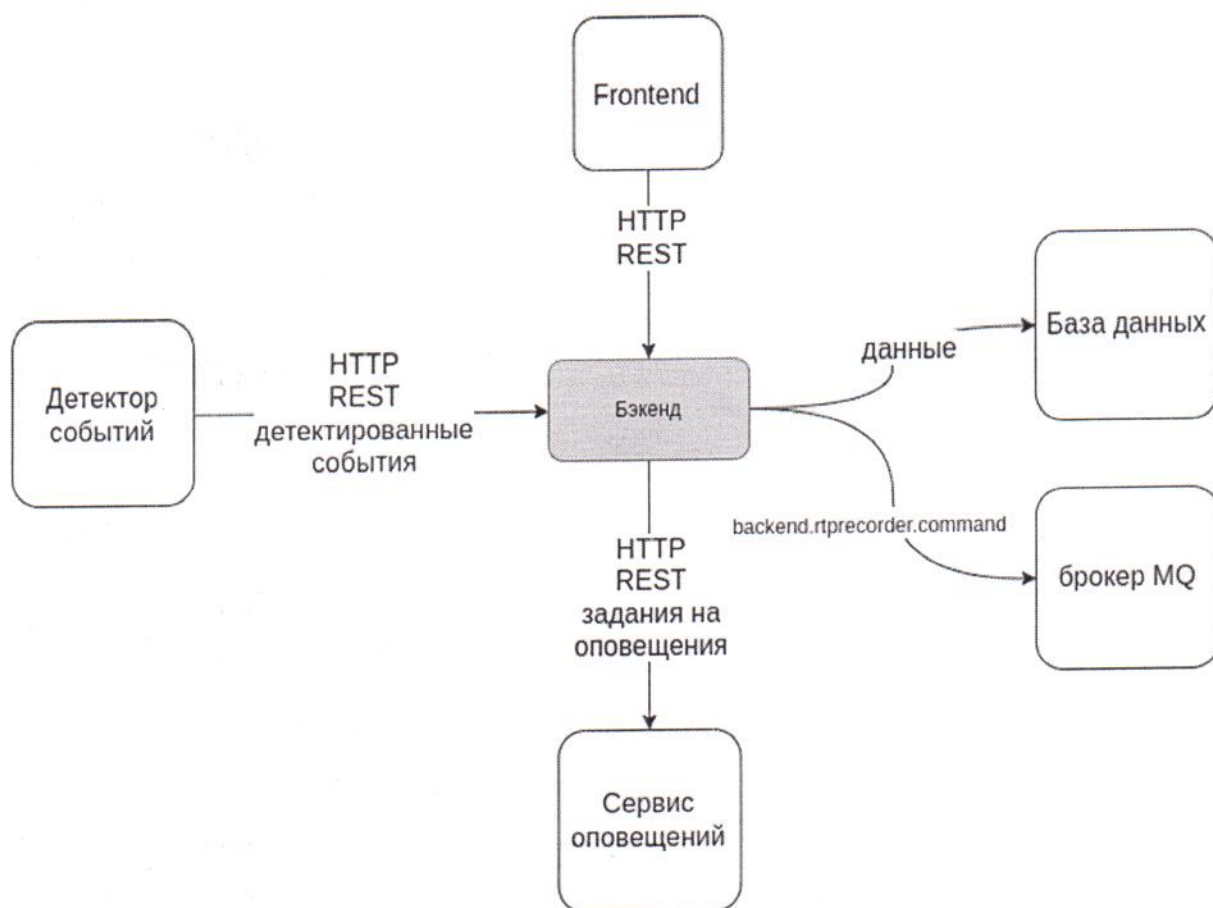 Frontend
HTTP
REST
База данных
данные
Детектор
событий
HTTP
REST
детектированные
события
Бэкенд
backend.rtprecorder.command
брокер MQ
HTTP
REST
задания на
оповещения
Сервис
оповещений